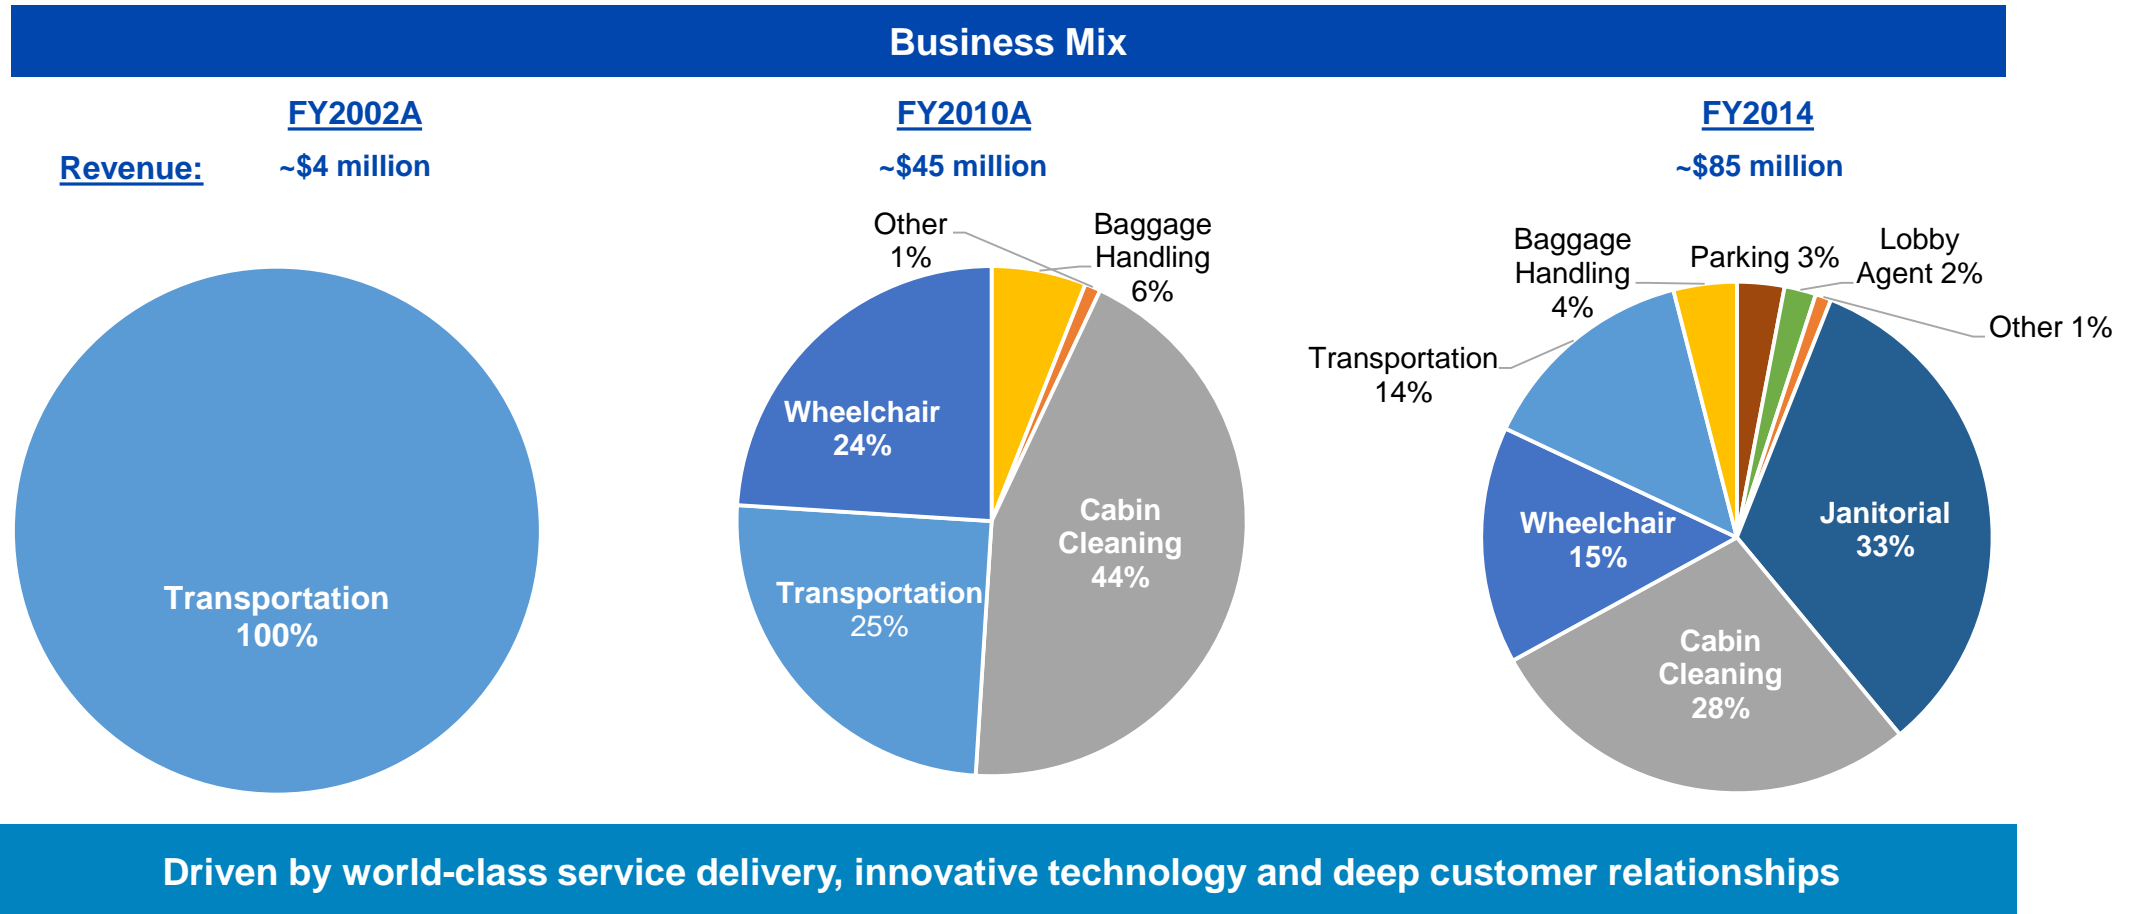 Business Mix
FY2002A
FY2010A
FY2014
Revenue:
~$4 million
~$45 million
~$85 million
Transportation
100%
Other
1%
Baggage
Handling
6%
Wheelchair
24%
Cabin
Cleaning
44%
Transportation
25%
Baggage
Handling
4%
Parking 3%
Lobby
Agent 2%
Other 1%
Transportation
14%
Wheelchair
15%
Janitorial
33%
Cabin
Cleaning
28%
Driven by world-class service delivery, innovative technology and deep customer relationships